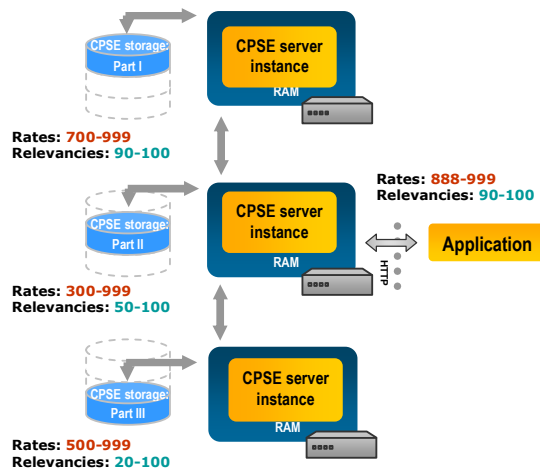 CPSE storage:
Part I
CPSE server
instance
RAM
Rates: 700-999
Relevancies: 90-100
CPSE storage:
Part II
CPSE server
instance
RAM
Rates: 888-999
Relevancies: 90-100
HTTP
Application
Rates: 300-999
Relevancies: 50-100
CPSE storage:
Part III
CPSE server
instance
RAM
Rates: 500-999
Relevancies: 20-100